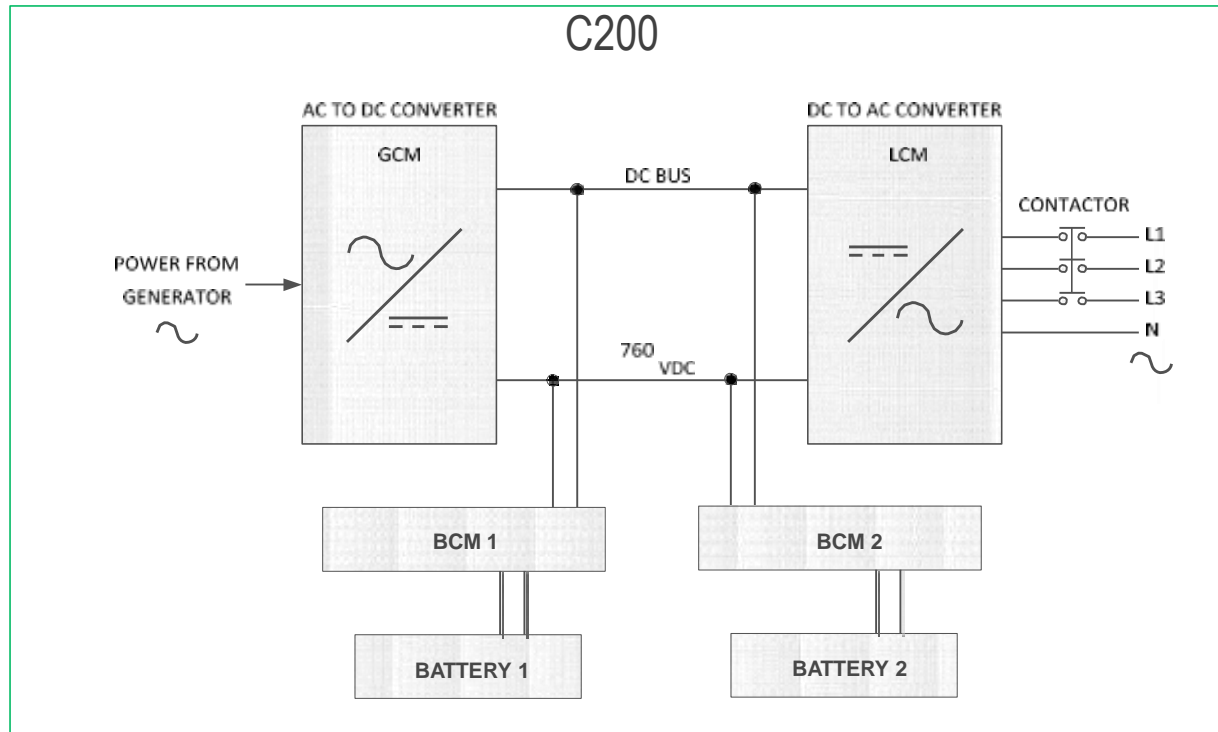 C200
AC TO DC CONVERTER
DC TO AC CONVERTER
GCM
LCM
DC BUS
CONTACTOR
L1
L2
L3
N
POWER FROM
GENERATOR
760
VDC
BCM 1
BCM 2
BATTERY 1
BATTERY 2